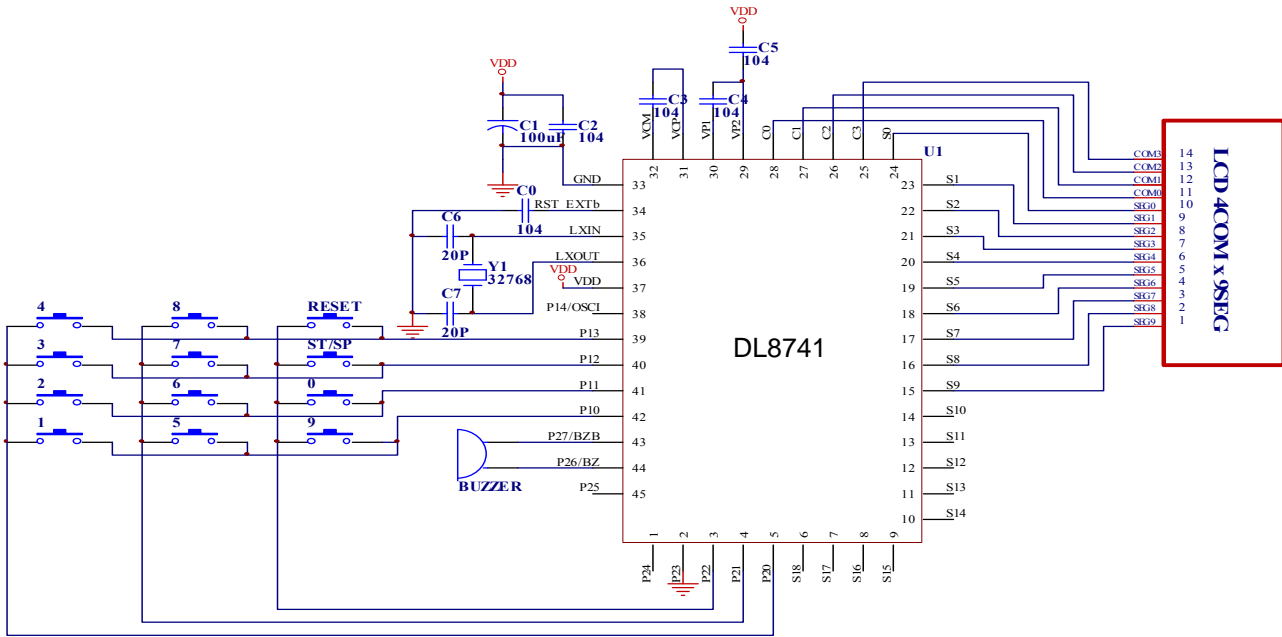 VDD
C5
104
VDD
C3
104
C4
104
VCM
VCP
VP1
VP2
C0
C1
C2
C3
S0
C1
100uF
C2
104
32
31
30
29
28
27
26
25
24
U1
GND
33
C0
104
RST_EXTb
34
C6
20P
LXIN
35
LXOUT
36
Y1
32768
VDD
VDD
37
C7
20P
P14/OSCI
38
P13
39
P12
40
P11
41
P10
42
P27/BZB
43
P26/BZ
44
P25
45
BUZZER
4
8
RESET
3
7
ST/SP
2
6
0
1
5
9
DL8741
23
S1
22
S2
21
S3
20
S4
19
S5
18
S6
17
S7
16
S8
15
S9
14
S10
13
S11
12
S12
11
S13
10
S14
1
2
3
4
5
6
7
8
9
P24
P23
P22
P21
P20
S18
S17
S16
S15
COM3 14
COM2 13
COM1 12
COM0 11
SEG0 10
SEG1 9
SEG2 8
SEG3 7
SEG4 6
SEG5 5
SEG6 4
SEG7 3
SEG8 2
SEG9 1
LCD 4COM x 9SEG